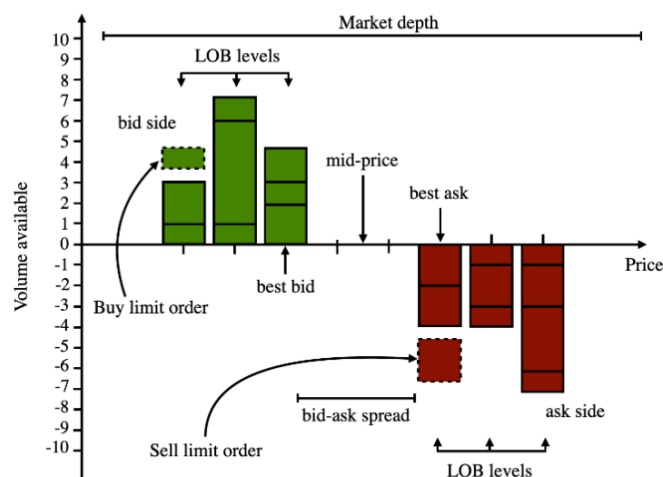 Market depth
LOB levels
bid side
mid-price
best ask
10
9
8
7
6
5
4
3
2
1
0
-1
-2
-3
-4
-5
-6
-7
-8
-9
-10
Volume available
Price
best bid
Buy limit order
bid-ask spread
ask side
Sell limit order
LOB levels